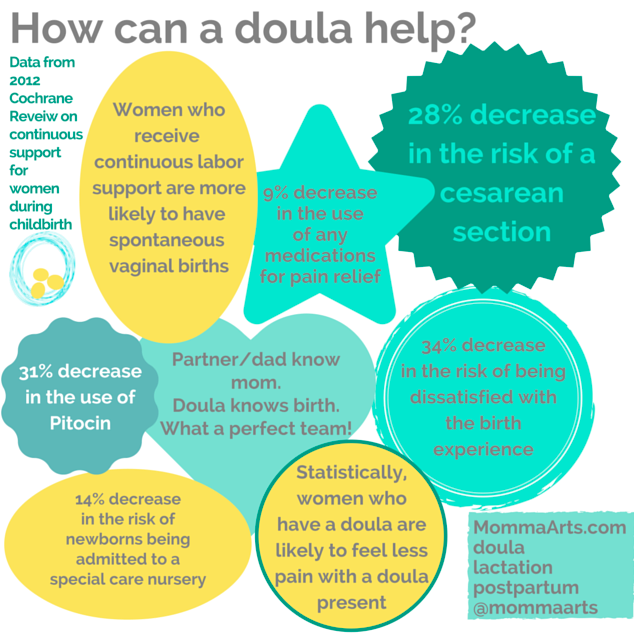 How can a doula help?
Data from
2012
Cochrane
Reveiw on
continuous
support
for
women
during
childbirth
Women who
receive
continuous labor
support are more
likely to have
spontaneous
vaginal births
9% decrease
in the use
of any
medications
for pain relief
28% decrease
in the risk of a
cesarean
section
31% decrease
in the use of
Pitocin
Partner/dad know
mom.
Doula knows birth.
What a perfect team!
34% decrease
in the risk of being
dissatisfied with
the birth
experience
14% decrease
in the risk of
newborns being
admitted to a
special care nursery
Statistically,
women who
have a doula are
likely to feel less
pain with a doula
present
MommaArts.com
doula
lactation
postpartum
@mommaarts